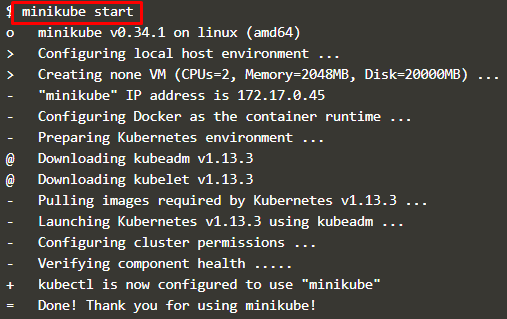 $ minikube start
o   minikube v0.34.1 on linux (amd64)
>   Configuring local host environment ...
>   Creating none VM (CPUs=2, Memory=2048MB, Disk=20000MB) ...
-   "minikube" IP address is 172.17.0.45
-   Configuring Docker as the container runtime ...
-   Preparing Kubernetes environment ...
@   Downloading kubeadm v1.13.3
@   Downloading kubelet v1.13.3
-   Pulling images required by Kubernetes v1.13.3 ...
-   Launching Kubernetes v1.13.3 using kubeadm ...
-   Configuring cluster permissions ...
-   Verifying component health .....
+   kubectl is now configured to use "minikube"
=   Done! Thank you for using minikube!